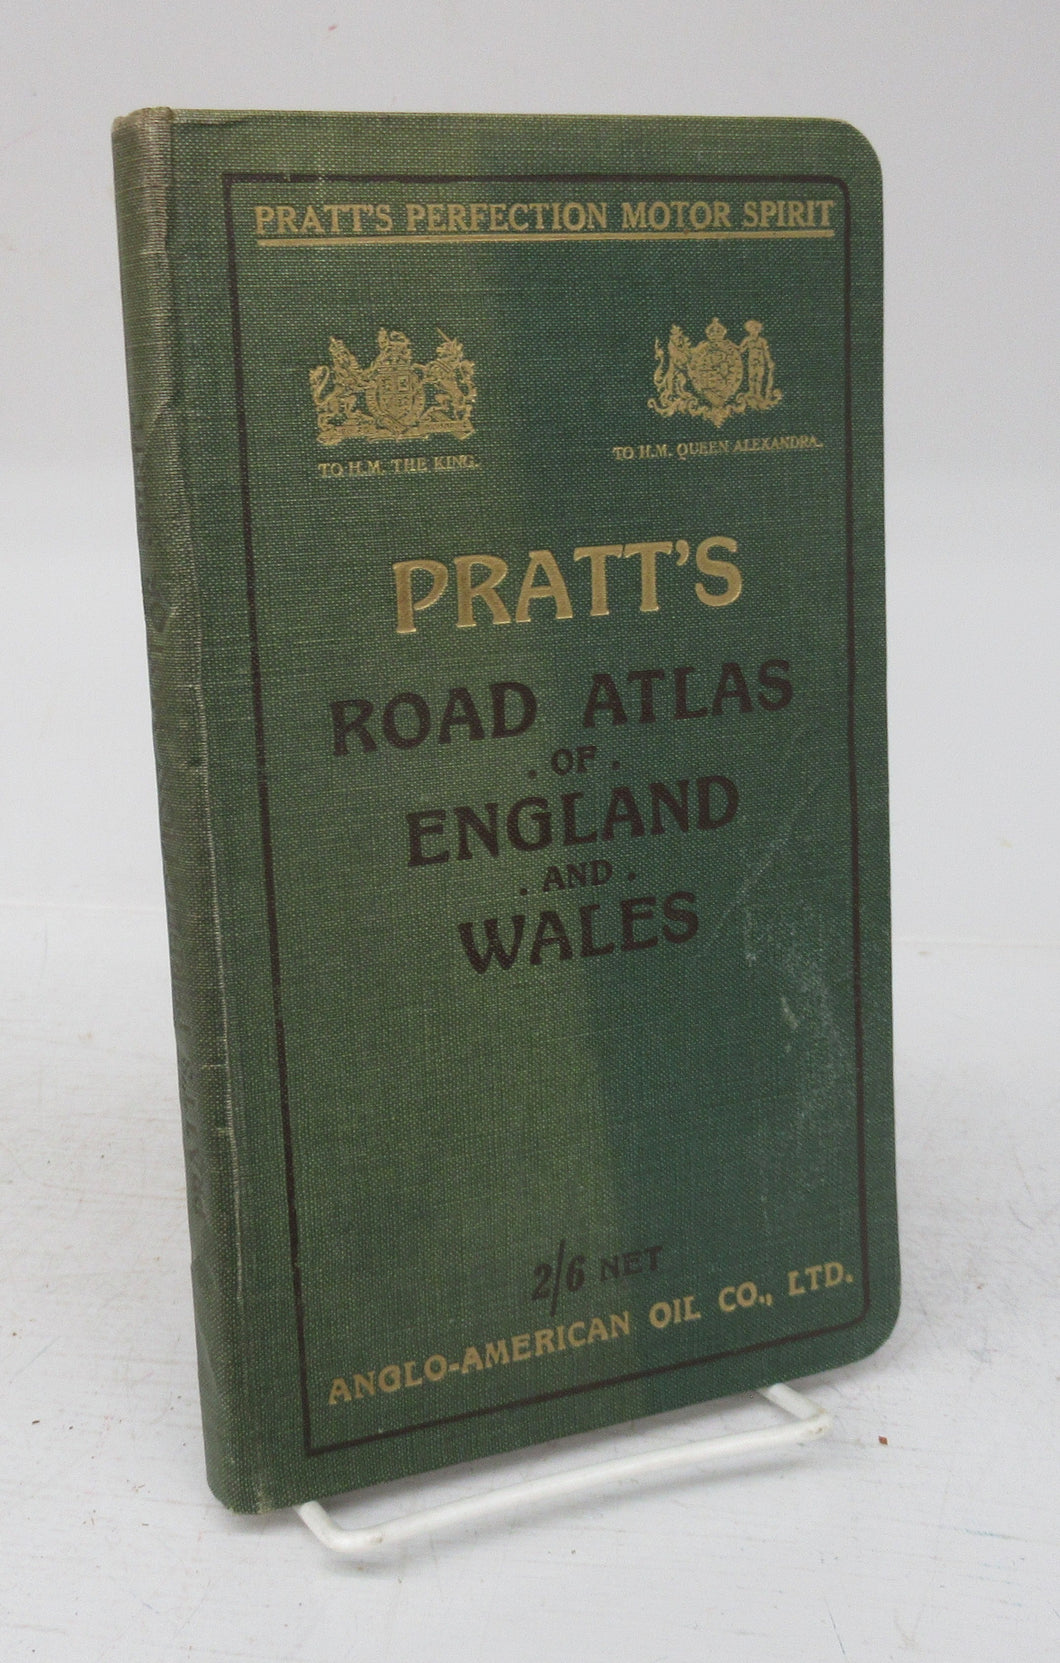 PRATT'S PERFECTION MOTOR SPIRIT
TO H.M. THE KING.
TO H.M. QUEEN ALEXANDRA.
PRATT'S
ROAD ATLAS
. OF .
ENGLAND
. AND .
WALES
2/6 NET
ANGLO-AMERICAN OIL CO., LTD.